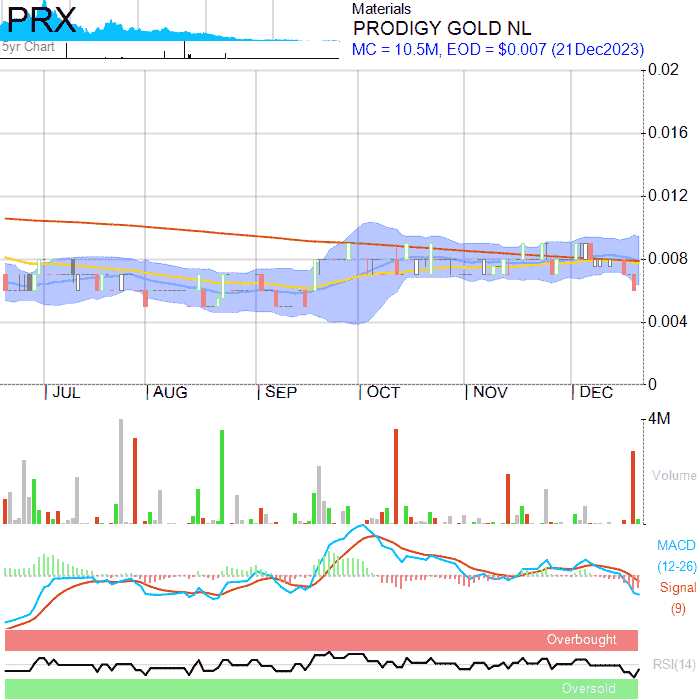 PRX
5yr Chart
Materials
PRODIGY GOLD NL
MC = 10.5M, EOD = $0.007 (21Dec2023)
0.02
0.016
0.012
0.008
0.004
0
JUL AUG SEP OCT NOV DEC
4M
Volume
MACD
(12-26)
Signal
(9)
Overbought
RSI(14)
Oversold